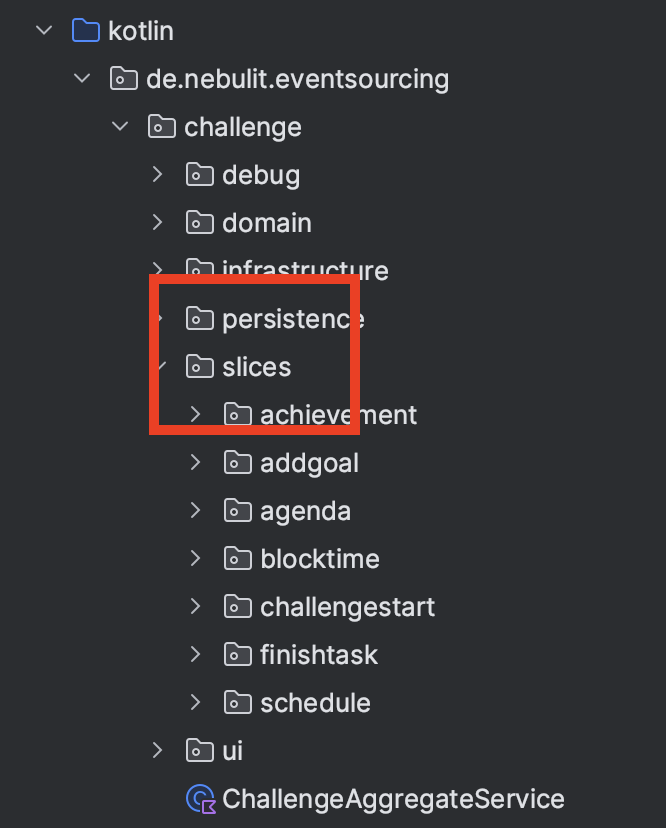 kotlin
de.nebulit.eventsourcing
challenge
debug
domain
infrastructure
persistence
slices
achievement
addgoal
agenda
blocktime
challengestart
finishtask
schedule
ui
ChallengeAggregateService